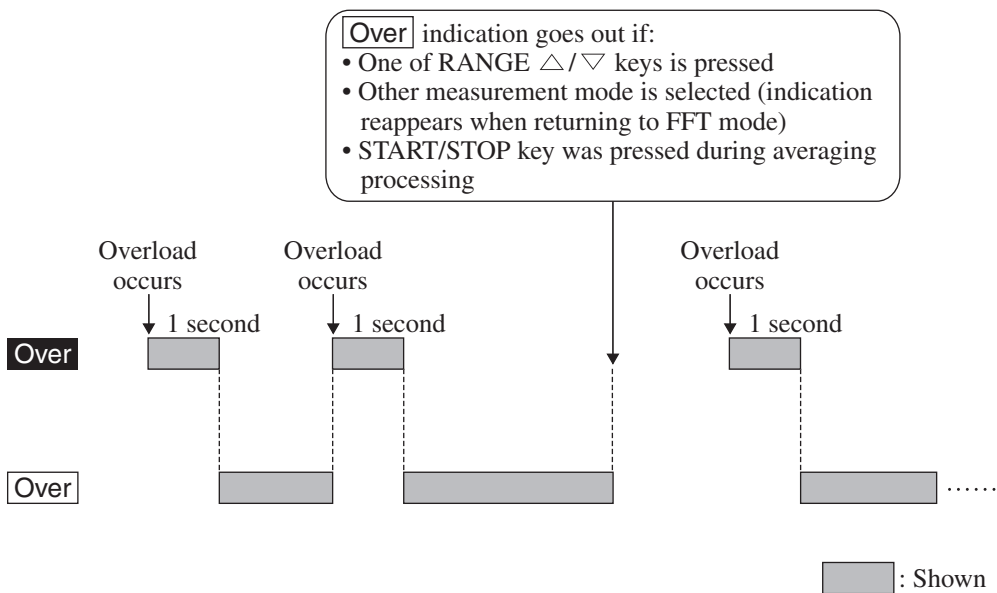 Over indication goes out if:
• One of RANGE △/▽ keys is pressed
• Other measurement mode is selected (indication
reappears when returning to FFT mode)
• START/STOP key was pressed during averaging
processing
Overload
occurs
Overload
occurs
Overload
occurs
1 second
1 second
1 second
Over
Over
......
: Shown